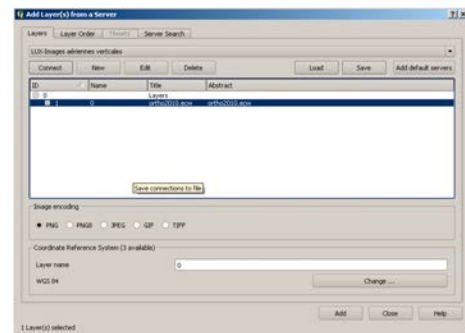 Add Layer(s) from a Server
Layers Layer Order Tilesets Server Search
LUX-Images aériennes verticales
Connect New Edit Delete Load Save Add default servers
ID Name Title Abstract
0 Layers
1 0 ortho2010.ecw ortho2010.ecw
Save connections to file
Image encoding
PNG PNG8 JPEG GIF TIFF
Coordinate Reference System (3 available)
Layer name 0
WGS 84 Change ...
Add Close Help
1 Layer(s) selected